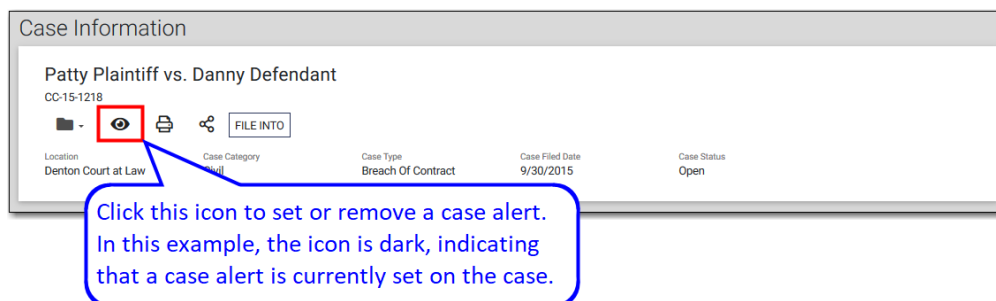 Case Information
Patty Plaintiff vs. Danny Defendant
CC-15-1218
FILE INTO
Location Case Category Case Type Case Filed Date Case Status
Denton Court at Law Civil Breach Of Contract 9/30/2015 Open
Click this icon to set or remove a case alert.
In this example, the icon is dark, indicating
that a case alert is currently set on the case.